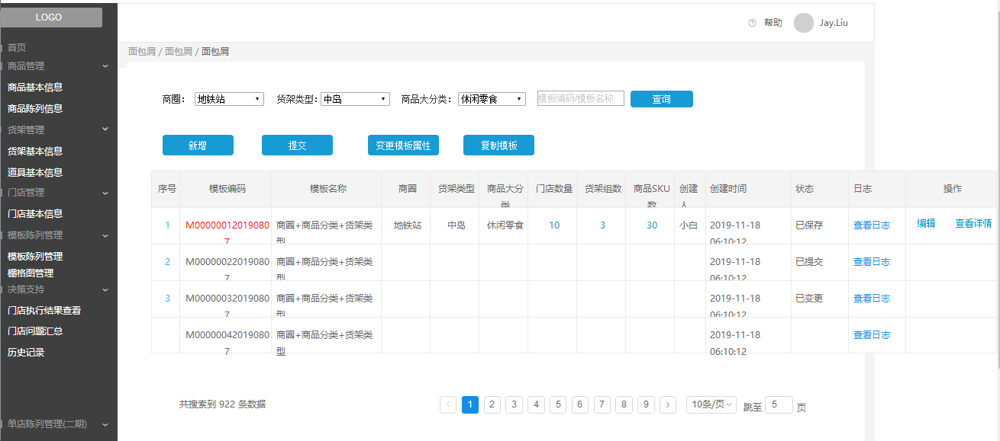 LOGO
帮助 Jay.Liu
首页
商品管理
商品基本信息
商品陈列信息
货架管理
货架基本信息
道具基本信息
门店管理
门店基本信息
模板陈列管理
模板陈列管理
棚格图管理
决策支持
门店执行结果查看
门店问题汇总
历史记录
单店陈列管理(二期)
面包屑 / 面包屑 / 面包屑
商圈： 地铁站 货架类型： 中岛 商品大分类： 休闲零食 模板编码/模板名称 查询
新增 提交 变更模板属性 复制模板
序号 模板编码 模板名称 商圈 货架类型 商品大分类 门店数量 货架组数 商品SKU数 创建人 创建时间 状态 日志 操作
1 M000000120190807 商圈+商品分类+货架类型 地铁站 中岛 休闲零食 10 3 30 小白 2019-11-18 06:10:12 已保存 查看日志 编辑 查看详情
2 M000000220190807 商圈+商品分类+货架类型 2019-11-18 06:10:12 已提交 查看日志
3 M000000320190807 商圈+商品分类+货架类型 2019-11-18 06:10:12 已变更 查看日志
M000000420190807 商圈+商品分类+货架类型 2019-11-18 06:10:12 查看日志
共搜索到 922 条数据 1 2 3 4 5 6 7 8 9 10条/页 跳至 5 页